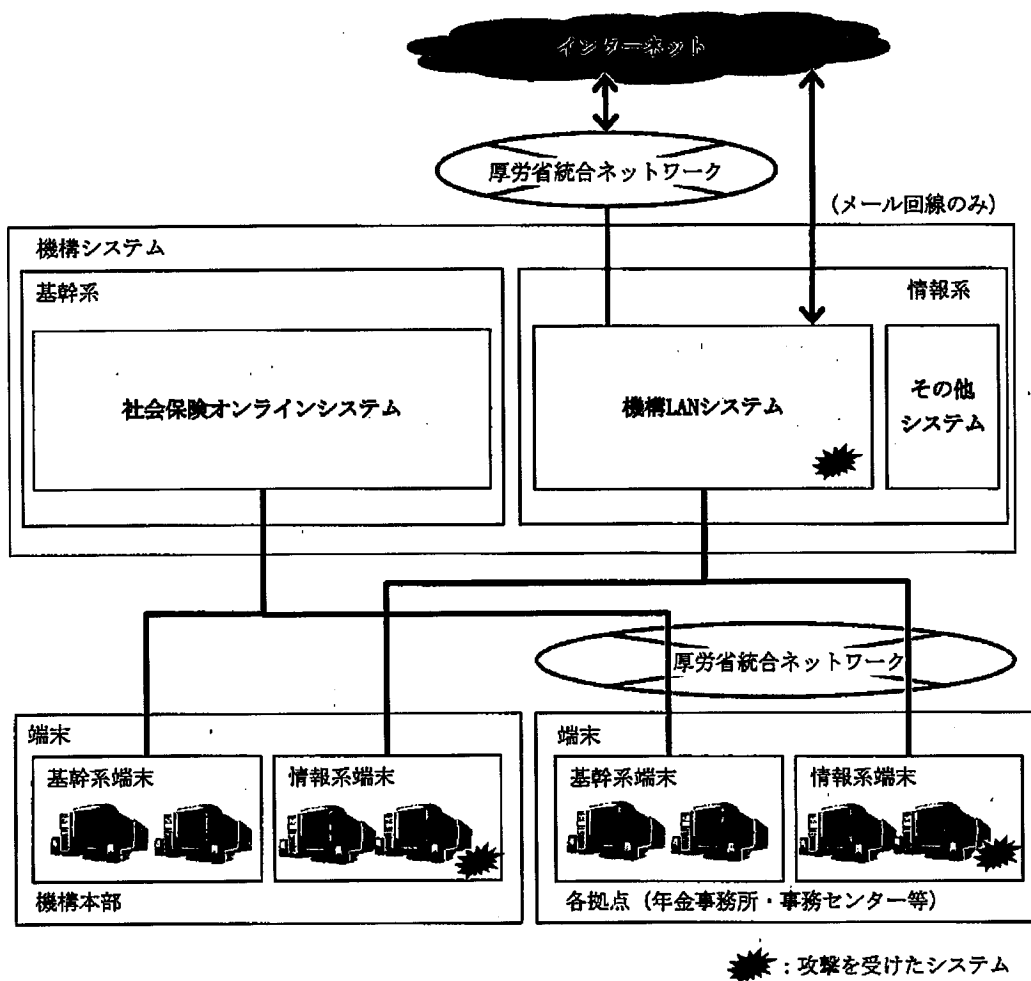 インターネット
厚労省統合ネットワーク
(メール回線のみ)
機構システム
基幹系
情報系
社会保険オンラインシステム
機構LANシステム
その他
システム
厚労省統合ネットワーク
端末
端末
基幹系端末
情報系端末
基幹系端末
情報系端末
機構本部
各拠点（年金事務所・事務センター等）
：攻撃を受けたシステム